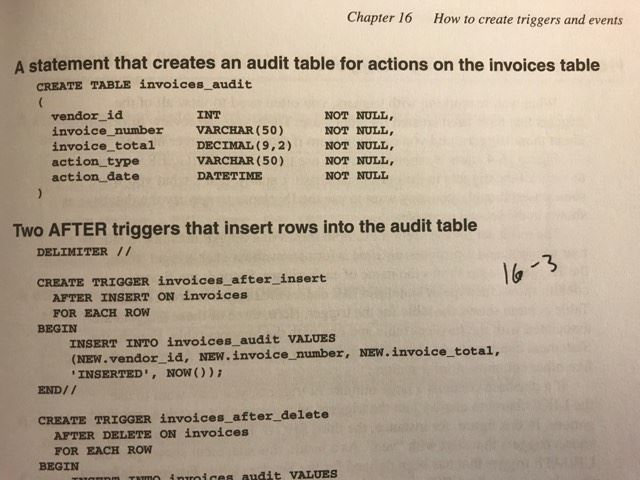 Chapter 16 How to create triggers and events
A statement that creates an audit table for actions on the invoices table
CREATE TABLE invoices_audit
(
vendor_id INT NOT NULL,
invoice_number VARCHAR(50) NOT NULL,
invoice_total DECIMAL(9,2) NOT NULL,
action_type VARCHAR(50) NOT NULL,
action_date DATETIME NOT NULL
)
Two AFTER triggers that insert rows into the audit table
DELIMITER //
16-3
CREATE TRIGGER invoices_after_insert
AFTER INSERT ON invoices
FOR EACH ROW
BEGIN
INSERT INTO invoices_audit VALUES
(NEW.vendor_id, NEW.invoice_number, NEW.invoice_total,
'INSERTED', NOW());
END//
CREATE TRIGGER invoices_after_delete
AFTER DELETE ON invoices
FOR EACH ROW
BEGIN
INSERT INTO invoices_audit VALUES